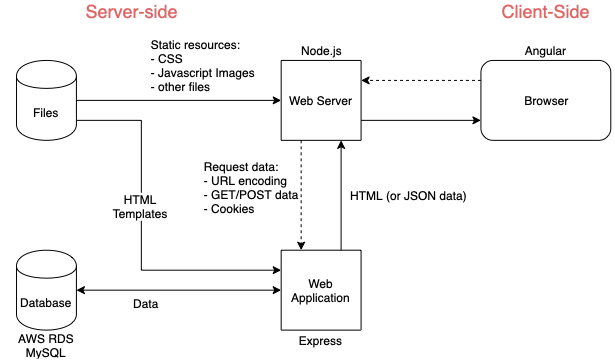 Server-side
Client-Side
Static resources:
- CSS
- Javascript Images
- other files
Node.js
Angular
Files
Web Server
Browser
Request data:
- URL encoding
- GET/POST data
- Cookies
HTML
Templates
HTML (or JSON data)
Database
Data
Web
Application
AWS RDS
MySQL
Express